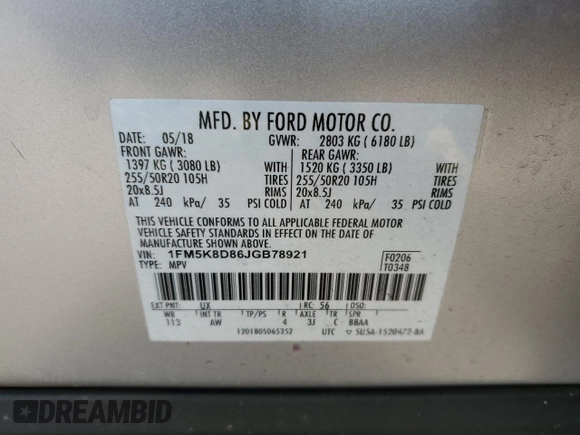 MFD. BY FORD MOTOR CO.
DATE: 05/18 GVWR: 2803 KG ( 6180 LB)
FRONT GAWR: REAR GAWR:
1397 KG ( 3080 LB) WITH 1520 KG ( 3350 LB) WITH
255/50R20 105H TIRES 255/50R20 105H TIRES
20x8.5J RIMS 20x8.5J RIMS
AT 240 kPa/ 35 PSI COLD AT 240 kPa/ 35 PSI COLD
THIS VEHICLE CONFORMS TO ALL APPLICABLE FEDERAL MOTOR
VEHICLE SAFETY STANDARDS IN EFFECT ON THE DATE OF
MANUFACTURE SHOWN ABOVE.
VIN: 1FM5K8D86JGB78921 F0206
TYPE: MPV T0348
EXT PNT: UX RC: 56 DSO:
WB INT TR TP/PS R AXLE TR SPR
113 AW 4 3J C BBAA
1201805065352 UTC 5U5A-1520472-BA
DREAMBID